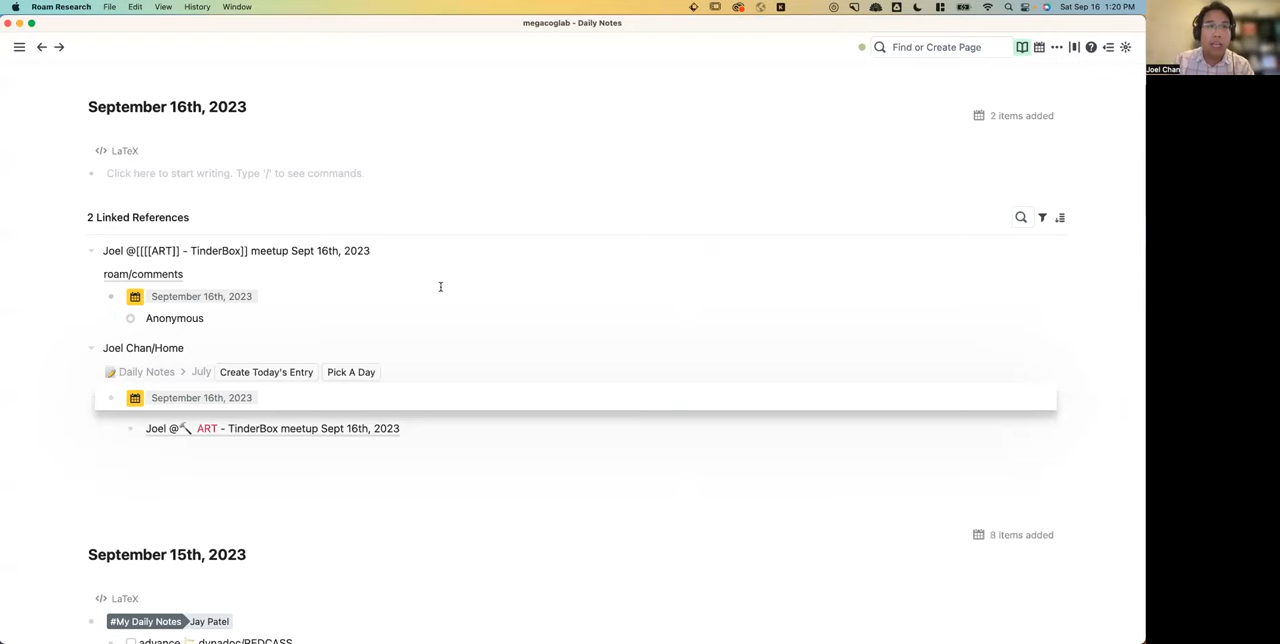 Roam Research File Edit View History Window Sat Sep 16 1:20 PM
megacoglab - Daily Notes
Find or Create Page
Joel Chan
September 16th, 2023
2 items added
</> LaTeX
Click here to start writing. Type '/' to see commands.
2 Linked References
Joel @[[[[ART]] - TinderBox]] meetup Sept 16th, 2023
roam/comments
September 16th, 2023
Anonymous
Joel Chan/Home
Daily Notes > July Create Today's Entry Pick A Day
September 16th, 2023
Joel @🔨 ART - TinderBox meetup Sept 16th, 2023
8 items added
September 15th, 2023
</> LaTeX
#My Daily Notes Jay Patel
advance dynadoc/REDCASS